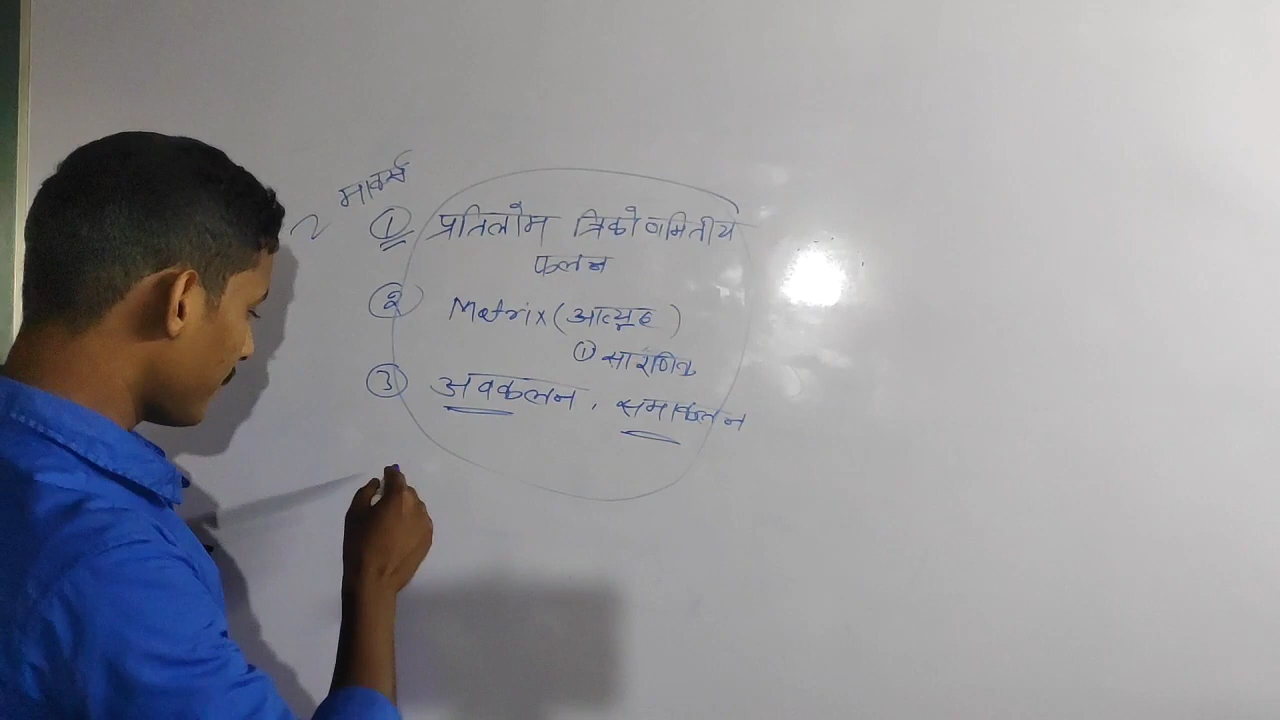 मार्क्स
① प्रतिलोम त्रिकोणमितीय
फलन
② Matrix (आव्यूह)
① सारणिक
③ अवकलन, समाकलन